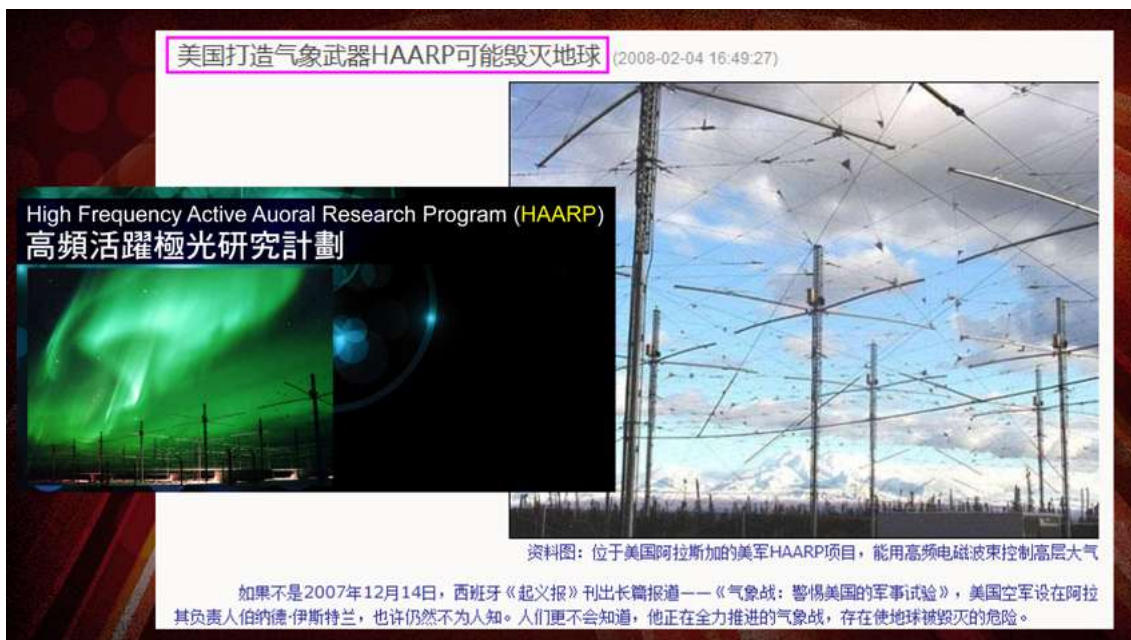 美国打造气象武器HAARP可能毁灭地球 (2008-02-04 16:49:27)
High Frequency Active Auoral Research Program (HAARP)
高頻活躍極光研究計劃
资料图：位于美国阿拉斯加的美军HAARP项目，能用高频电磁波束控制高层大气
如果不是2007年12月14日，西班牙《起义报》刊出长篇报道——《气象战：警惕美国的军事试验》，美国空军设在阿拉
其负责人伯纳德·伊斯特兰，也许仍然不为人知。人们更不会知道，他正在全力推进的气象战，存在使地球被毁灭的危险。